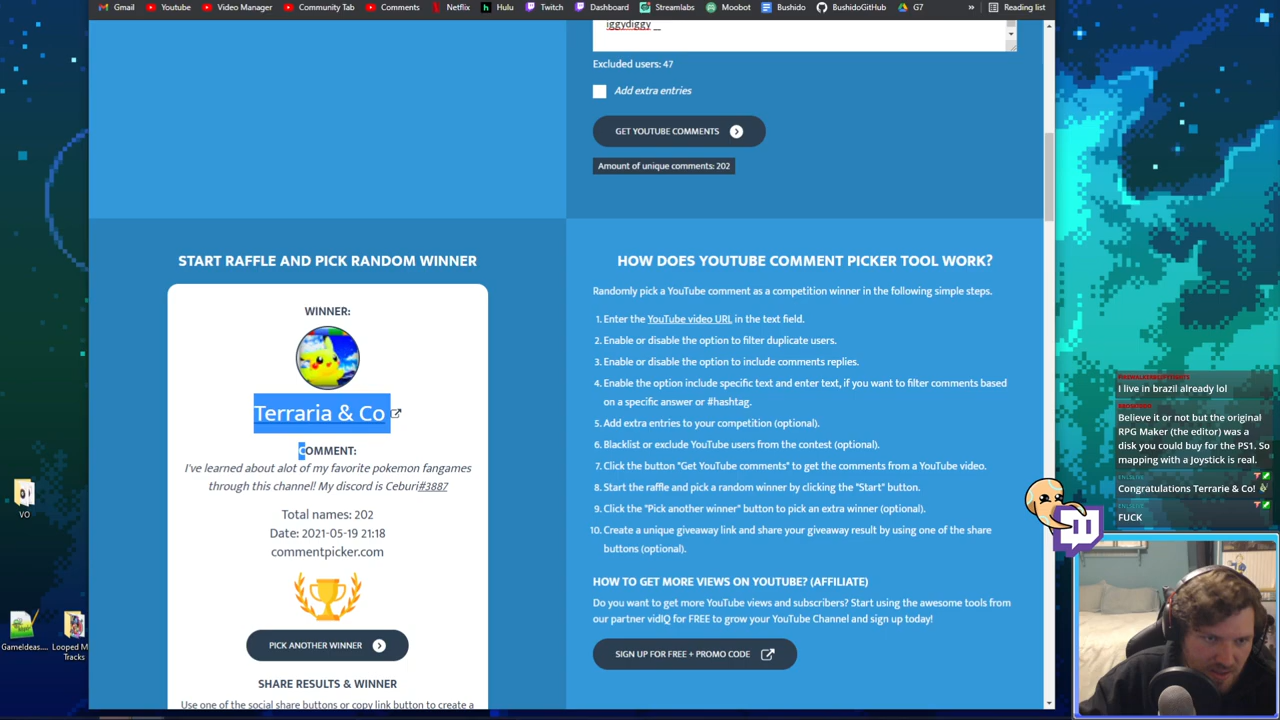 Gmail Youtube Video Manager Community Tab Comments Netflix Hulu Twitch Dashboard Streamlabs Moobot Bushido BushidoGitHub G7 » Reading list
iggydiggy
Excluded users: 47
Add extra entries
GET YOUTUBE COMMENTS
Amount of unique comments: 202
START RAFFLE AND PICK RANDOM WINNER
WINNER:
Terraria & Co
COMMENT:
I've learned about alot of my favorite pokemon fangames
through this channel! My discord is Ceburi#3887
Total names: 202
Date: 2021-05-19 21:18
commentpicker.com
PICK ANOTHER WINNER
SHARE RESULTS & WINNER
Use one of the social share buttons or copy link button to create a
HOW DOES YOUTUBE COMMENT PICKER TOOL WORK?
Randomly pick a YouTube comment as a competition winner in the following simple steps.
1. Enter the YouTube video URL in the text field.
2. Enable or disable the option to filter duplicate users.
3. Enable or disable the option to include comments replies.
4. Enable the option include specific text and enter text, if you want to filter comments based
on a specific answer or #hashtag.
5. Add extra entries to your competition (optional).
6. Blacklist or exclude YouTube users from the contest (optional).
7. Click the button "Get YouTube comments" to get the comments from a YouTube video.
8. Start the raffle and pick a random winner by clicking the "Start" button.
9. Click the "Pick another winner" button to pick an extra winner (optional).
10. Create a unique giveaway link and share your giveaway result by using one of the share
buttons (optional).
HOW TO GET MORE VIEWS ON YOUTUBE? (AFFILIATE)
Do you want to get more YouTube views and subscribers? Start using the awesome tools from
our partner vidIQ for FREE to grow your YouTube Channel and sign up today!
SIGN UP FOR FREE + PROMO CODE
I live in brazil already lol
Believe it or not but the original
RPG Maker (the editor) was a
disk you could buy for the PS1. So
mapping with a Joystick is real.
Congratulations Terrarie & Co!
FUCK
VO
GameIdeas....
Looped M
Tracks